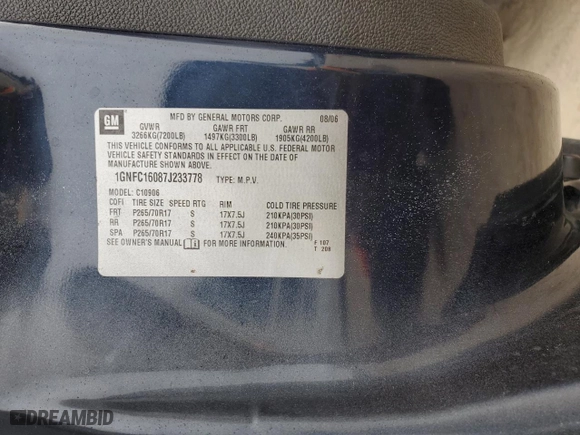 GM
MFD BY GENERAL MOTORS CORP. 08/06
GVWR GAWR FRT GAWR RR
3266KG(7200LB) 1497KG(3300LB) 1905KG(4200LB)
THIS VEHICLE CONFORMS TO ALL APPLICABLE U.S. FEDERAL MOTOR
VEHICLE SAFETY STANDARDS IN EFFECT ON THE DATE OF
MANUFACTURE SHOWN ABOVE.
1GNFC16087J233778 TYPE: M.P.V.
MODEL: C10906
COFI TIRE SIZE SPEED RTG RIM COLD TIRE PRESSURE
FRT P265/70R17 S 17X7.5J 210KPA(30PSI)
RR P265/70R17 S 17X7.5J 210KPA(30PSI)
SPA P265/70R17 S 17X7.5J 240KPA(35PSI)
SEE OWNER'S MANUAL FOR MORE INFORMATION F 107
T 208
DREAMBID